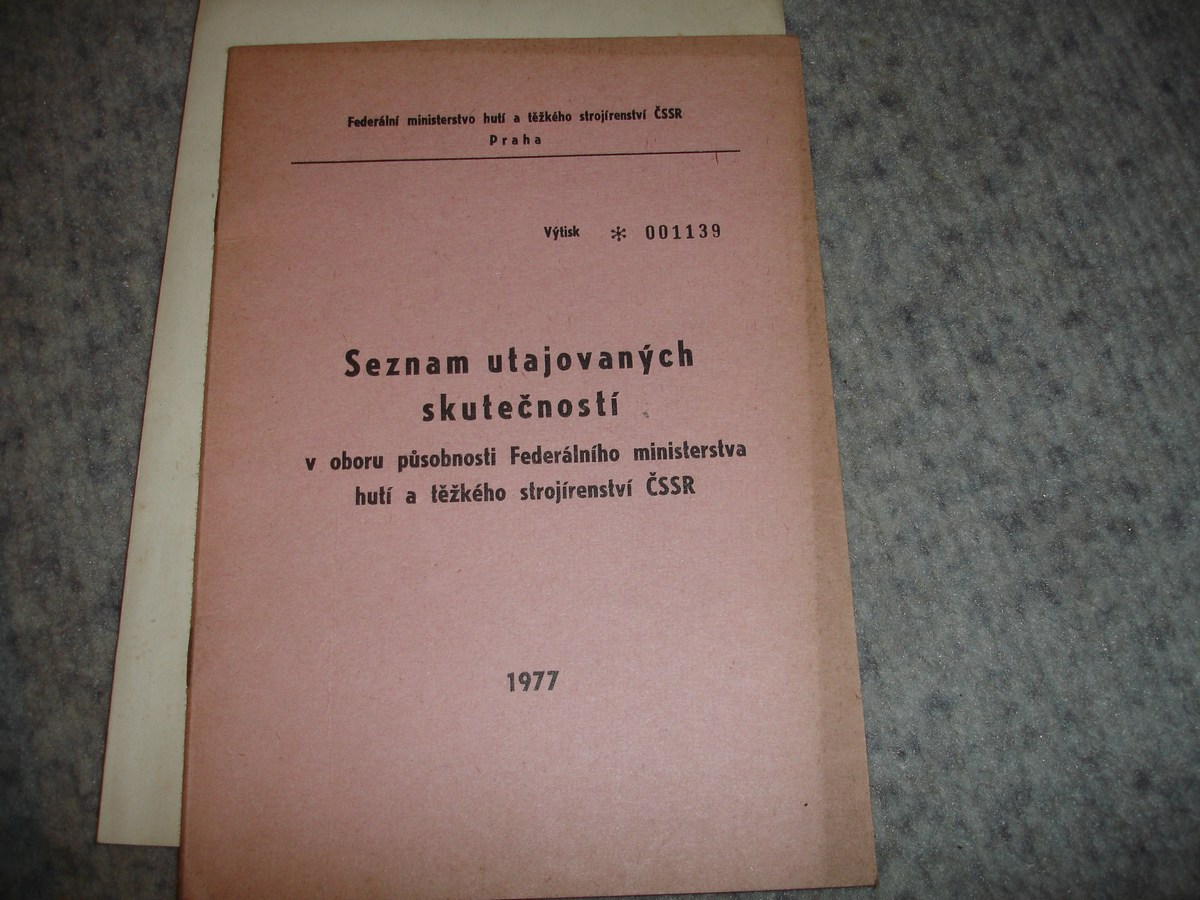 Federální ministerstvo hutí a těžkého strojírenství ČSSR
Praha
Výtisk * 001139
Seznam utajovaných
skutečností
v oboru působnosti Federálního ministerstva
hutí a těžkého strojírenství ČSSR
1977